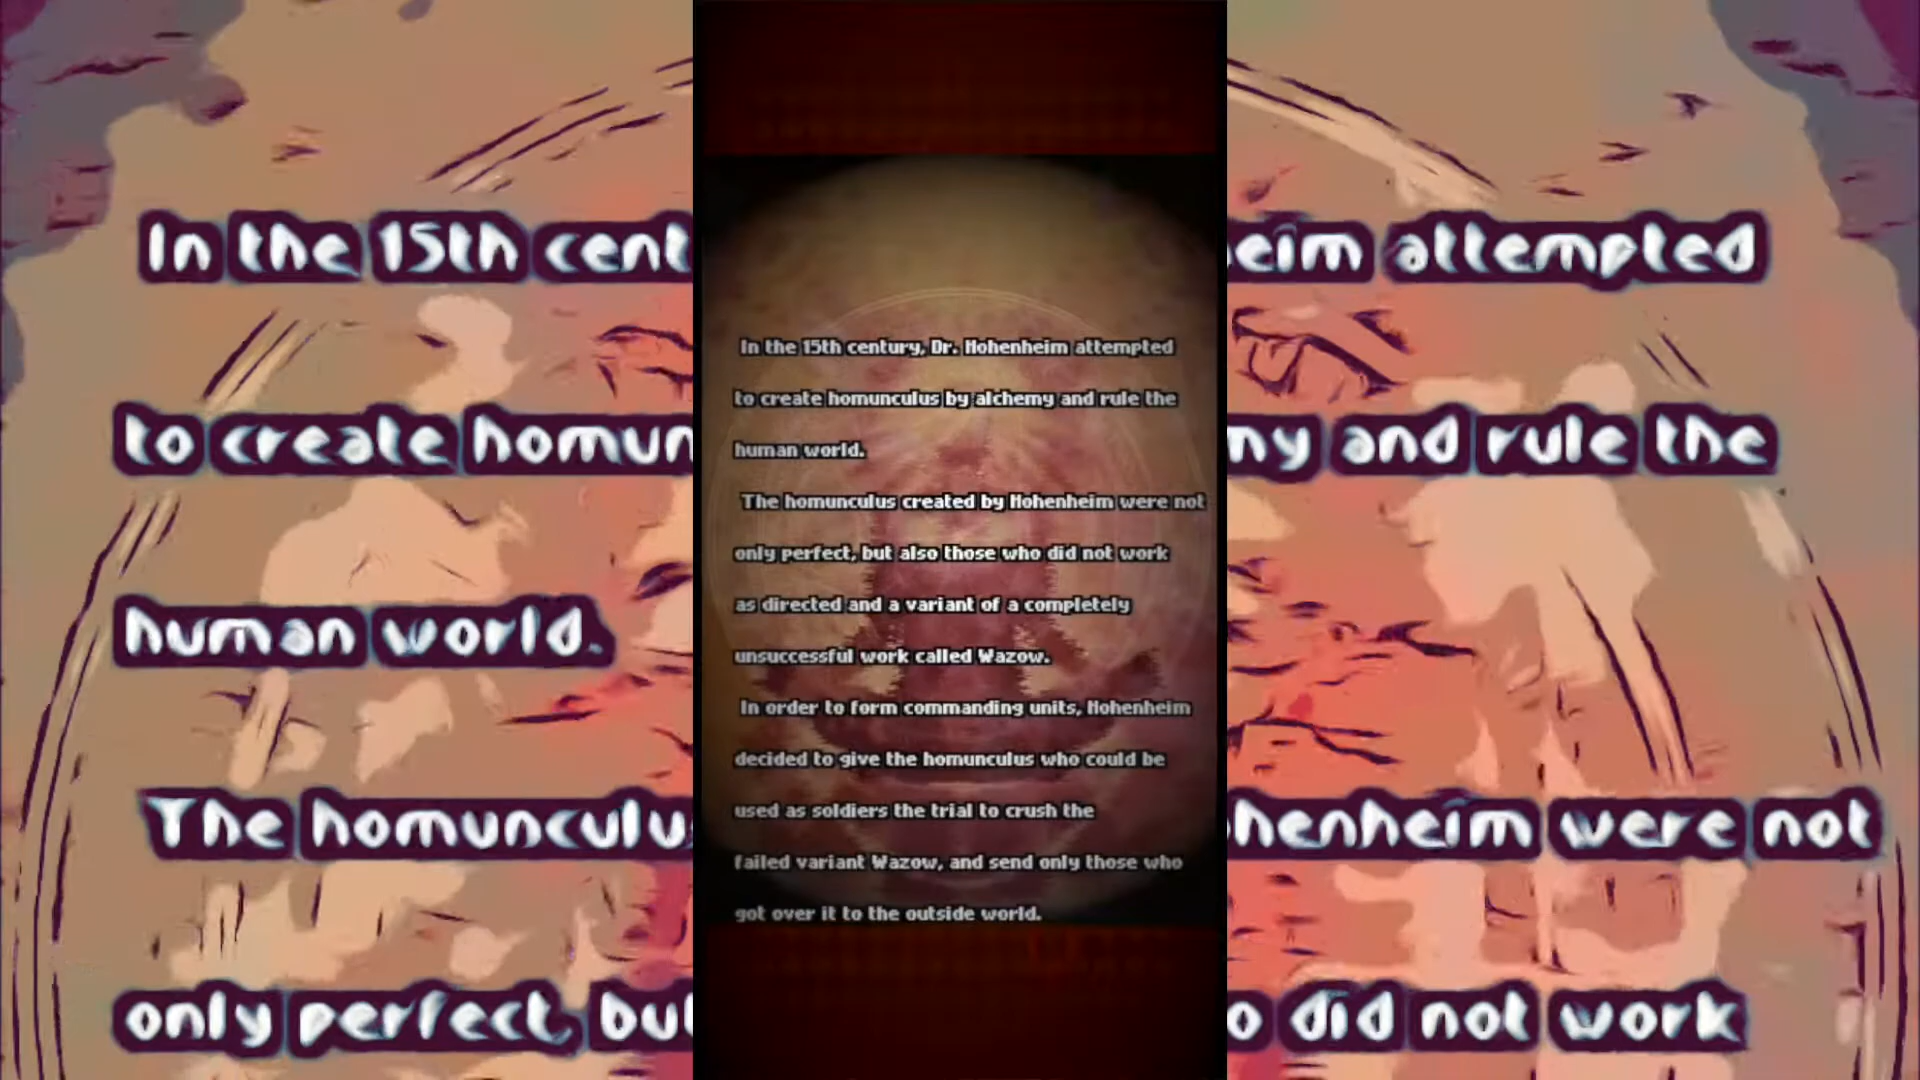 In the 15th century, Dr. Hohenheim attempted
to create homunculus by alchemy and rule the
human world.
The homunculus created by Hohenheim were not
only perfect, but also those who did not work
as directed and a variant of a completely
unsuccessful work called Wazow.
In order to form commanding units, Hohenheim
decided to give the homunculus who could be
used as soldiers the trial to crush the
failed variant Wazow, and send only those who
got over it to the outside world.
In the 15th cent
to create homun
human world.
The homunculu
only perfect, bu
eim attempted
my and rule the
henheim were not
o did not work